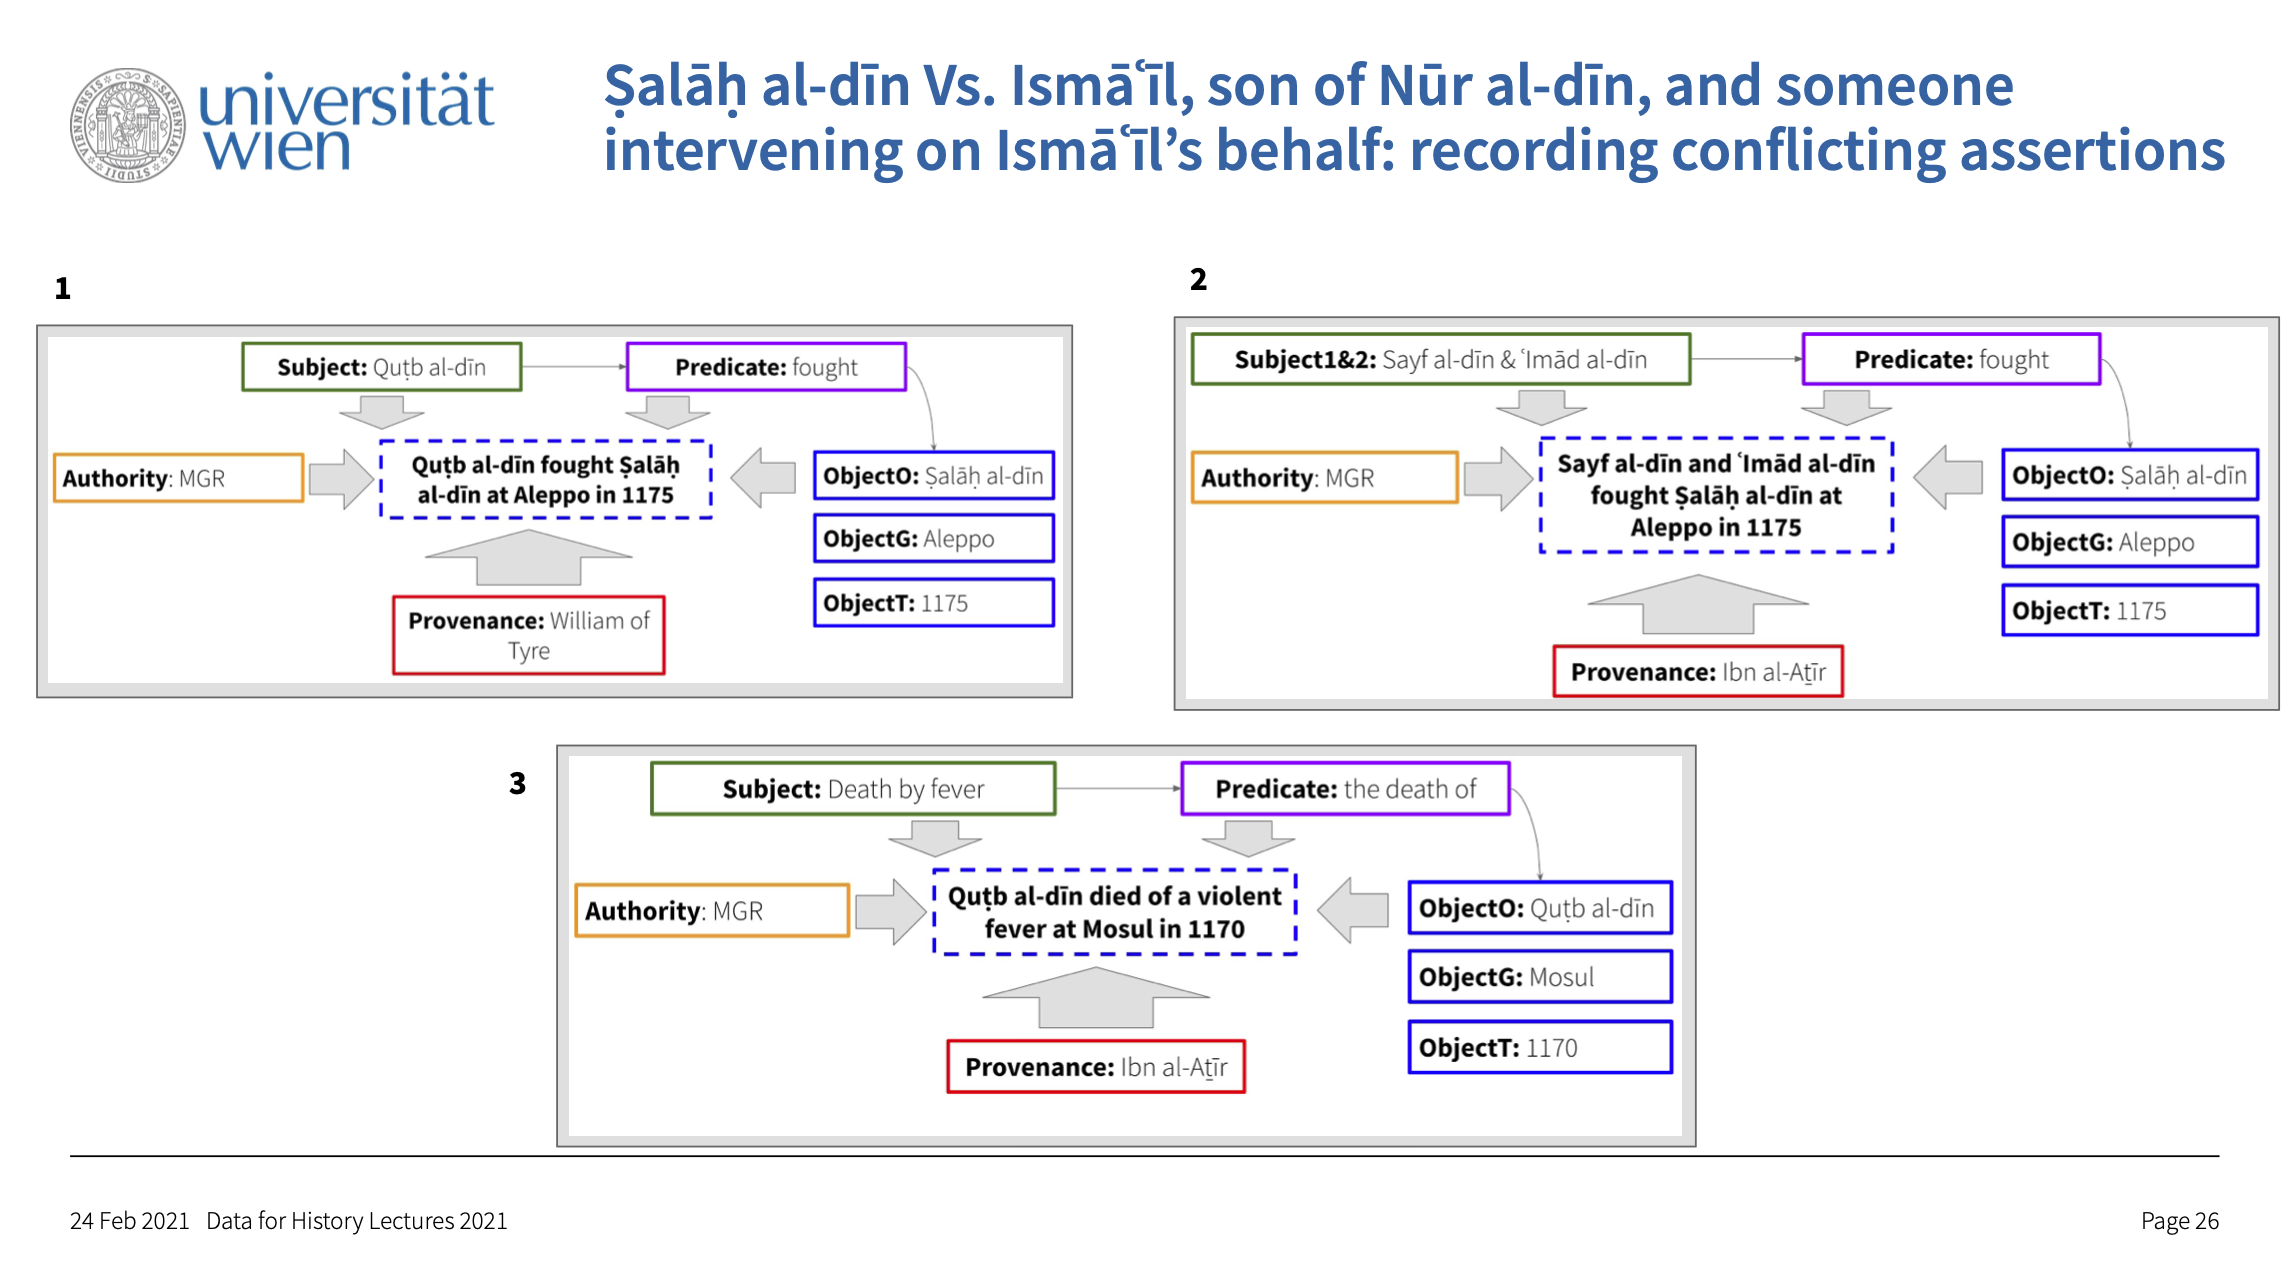 universität
wien
Ṣalāḥ al-dīn Vs. Ismāʿīl, son of Nūr al-dīn, and someone
intervening on Ismāʿīl’s behalf: recording conflicting assertions
1
Subject: Quṭb al-dīn
Predicate: fought
Authority: MGR
Quṭb al-dīn fought Ṣalāḥ
al-dīn at Aleppo in 1175
ObjectO: Ṣalāḥ al-dīn
ObjectG: Aleppo
ObjectT: 1175
Provenance: William of
Tyre
2
Subject1&2: Sayf al-dīn & ʿImād al-dīn
Predicate: fought
Authority: MGR
Sayf al-dīn and ʿImād al-dīn
fought Ṣalāḥ al-dīn at
Aleppo in 1175
ObjectO: Ṣalāḥ al-dīn
ObjectG: Aleppo
ObjectT: 1175
Provenance: Ibn al-Aṯīr
3
Subject: Death by fever
Predicate: the death of
Authority: MGR
Quṭb al-dīn died of a violent
fever at Mosul in 1170
ObjectO: Quṭb al-dīn
ObjectG: Mosul
ObjectT: 1170
Provenance: Ibn al-Aṯīr
24 Feb 2021 Data for History Lectures 2021
Page 26